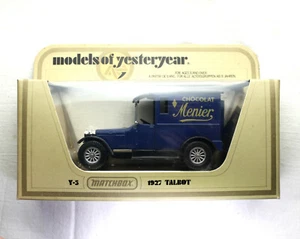 models of yesteryear.
CHOCOLAT
Menier
Y-5
MATCHBOX
1927 TALBOT